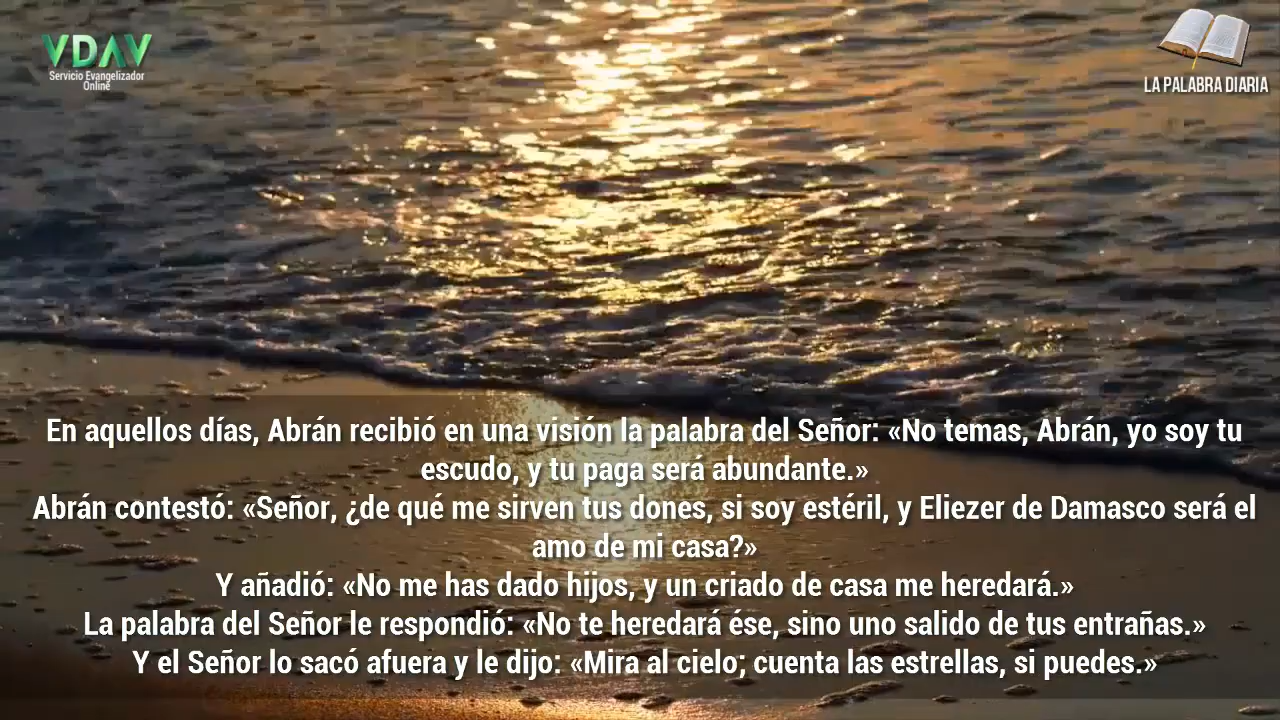 VDAV
Servicio Evangelizador
Online
LA PALABRA DIARIA
En aquellos días, Abrán recibió en una visión la palabra del Señor: «No temas, Abrán, yo soy tu
escudo, y tu paga será abundante.»
Abrán contestó: «Señor, ¿de qué me sirven tus dones, si soy estéril, y Eliezer de Damasco será el
amo de mi casa?»
Y añadió: «No me has dado hijos, y un criado de casa me heredará.»
La palabra del Señor le respondió: «No te heredará ése, sino uno salido de tus entrañas.»
Y el Señor lo sacó afuera y le dijo: «Mira al cielo; cuenta las estrellas, si puedes.»